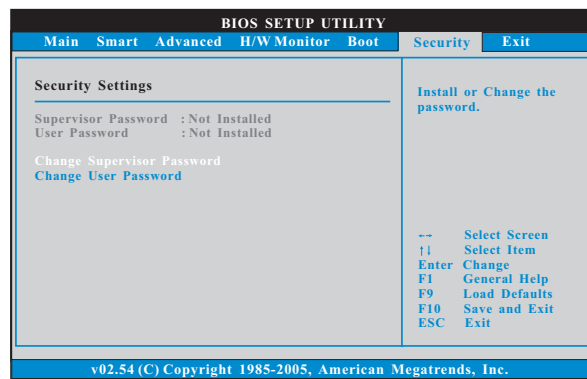 BIOS SETUP UTILITY
Main Smart Advanced H/W Monitor Boot Security Exit
Security Settings
Supervisor Password : Not Installed
User Password : Not Installed
Change Supervisor Password
Change User Password
Install or Change the
password.
←→ Select Screen
↑↓ Select Item
Enter Change
F1 General Help
F9 Load Defaults
F10 Save and Exit
ESC Exit
v02.54 (C) Copyright 1985-2005, American Megatrends, Inc.